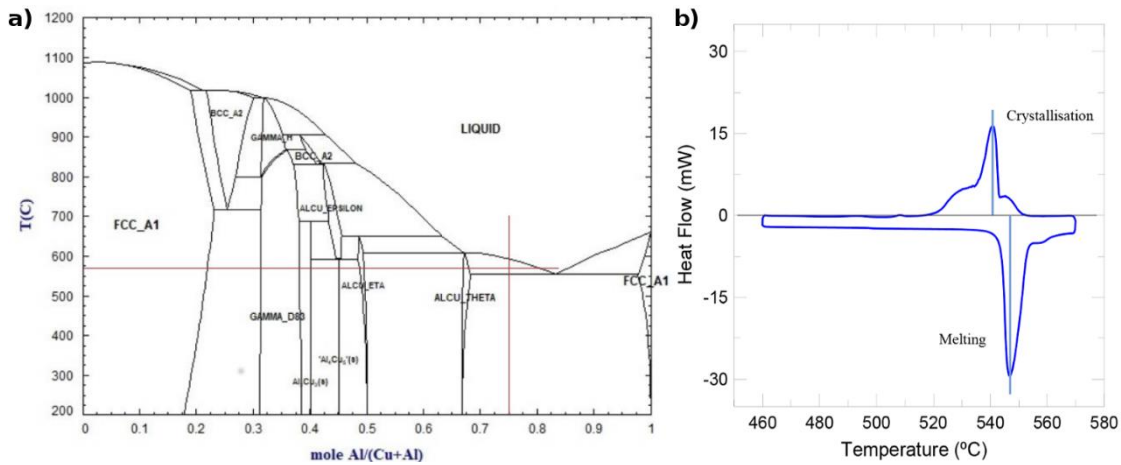 a)
T(C)
1200
1100
1000
900
800
700
600
500
400
300
200
BCC_A2
GAMMA_H
BCC_A2
LIQUID
ALCU_EPSILON
FCC_A1
FCC_A1
ALCU_ETA
ALCU_THETA
GAMMA_D83
0 0.1 0.2 0.3 0.4 0.5 0.6 0.7 0.8 0.9 1
mole Al/(Cu+Al)
b)
Heat Flow (mW)
30
15
0
-15
-30
Crystallisation
Melting
460 480 500 520 540 560 580
Temperature (ºC)